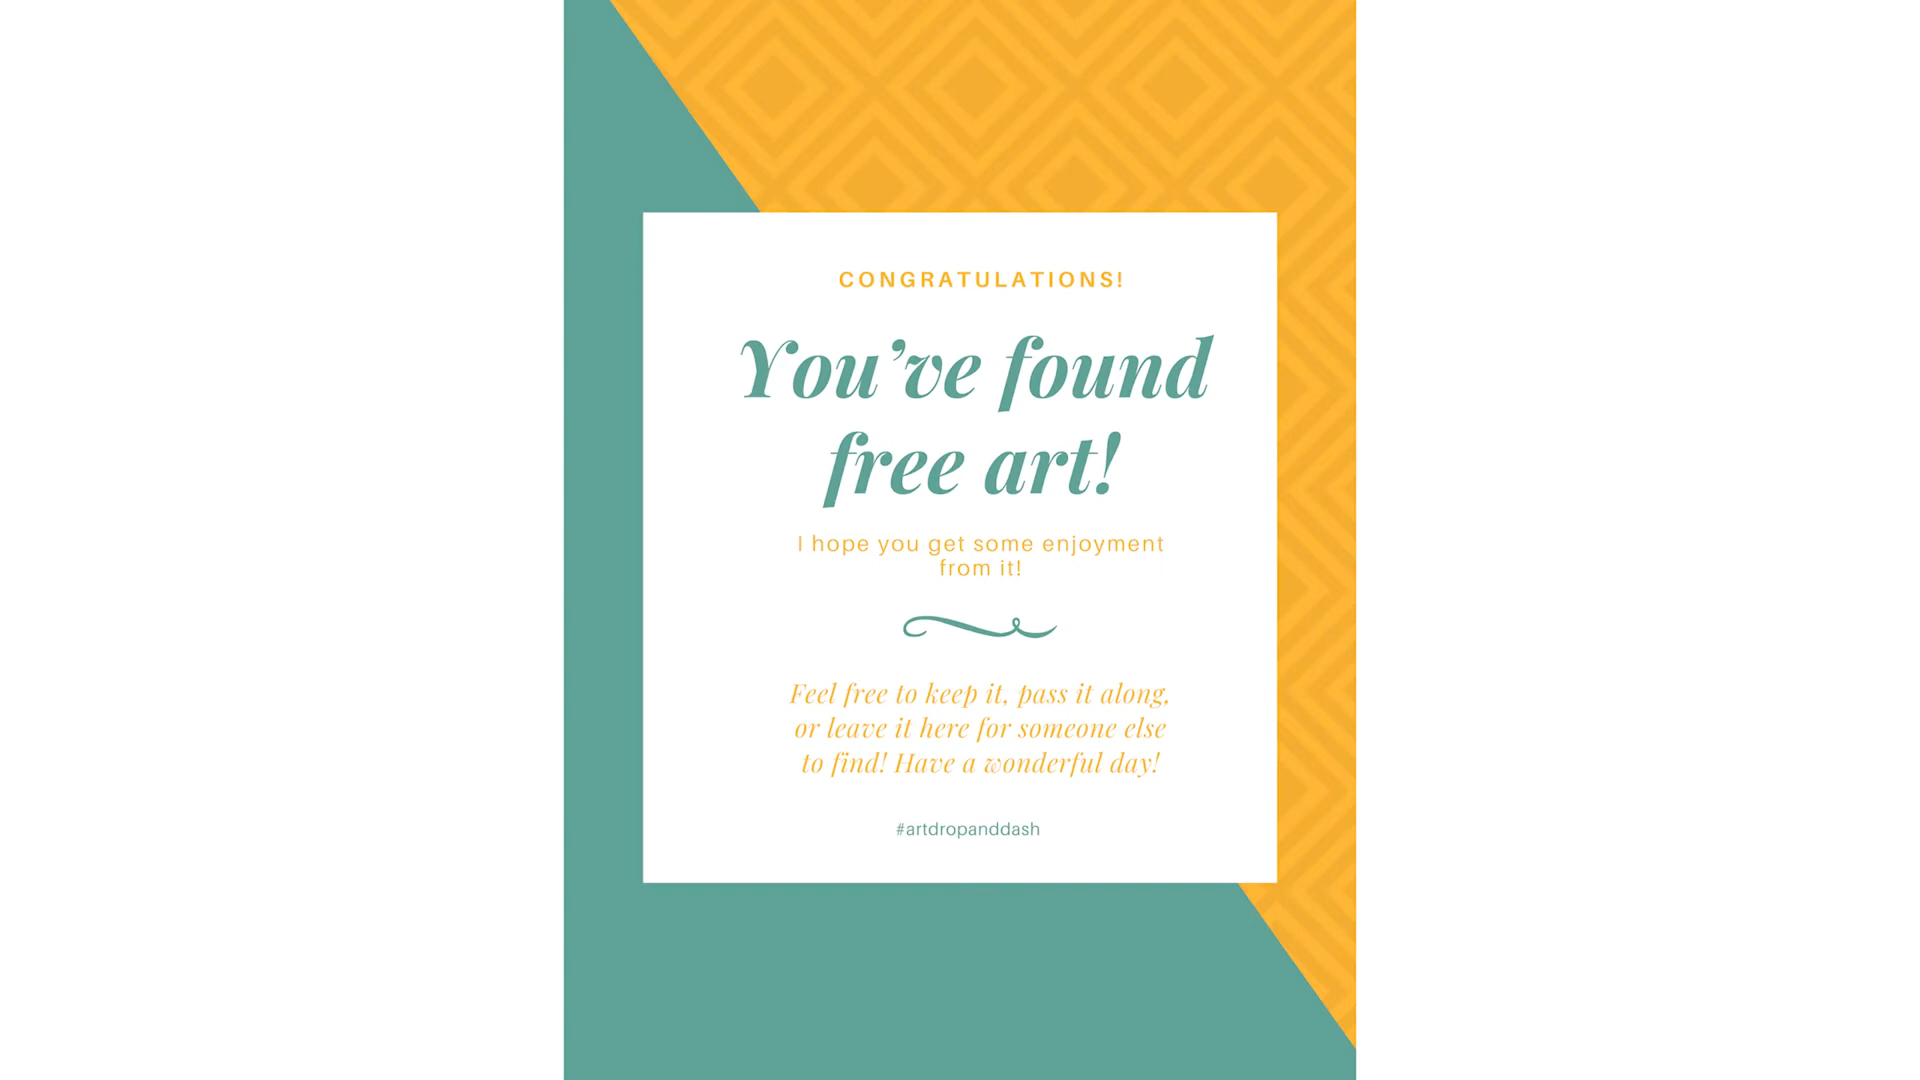 CONGRATULATIONS!
You’ve found
free art!
I hope you get some enjoyment
from it!
Feel free to keep it, pass it along,
or leave it here for someone else
to find! Have a wonderful day!
#artdropanddash